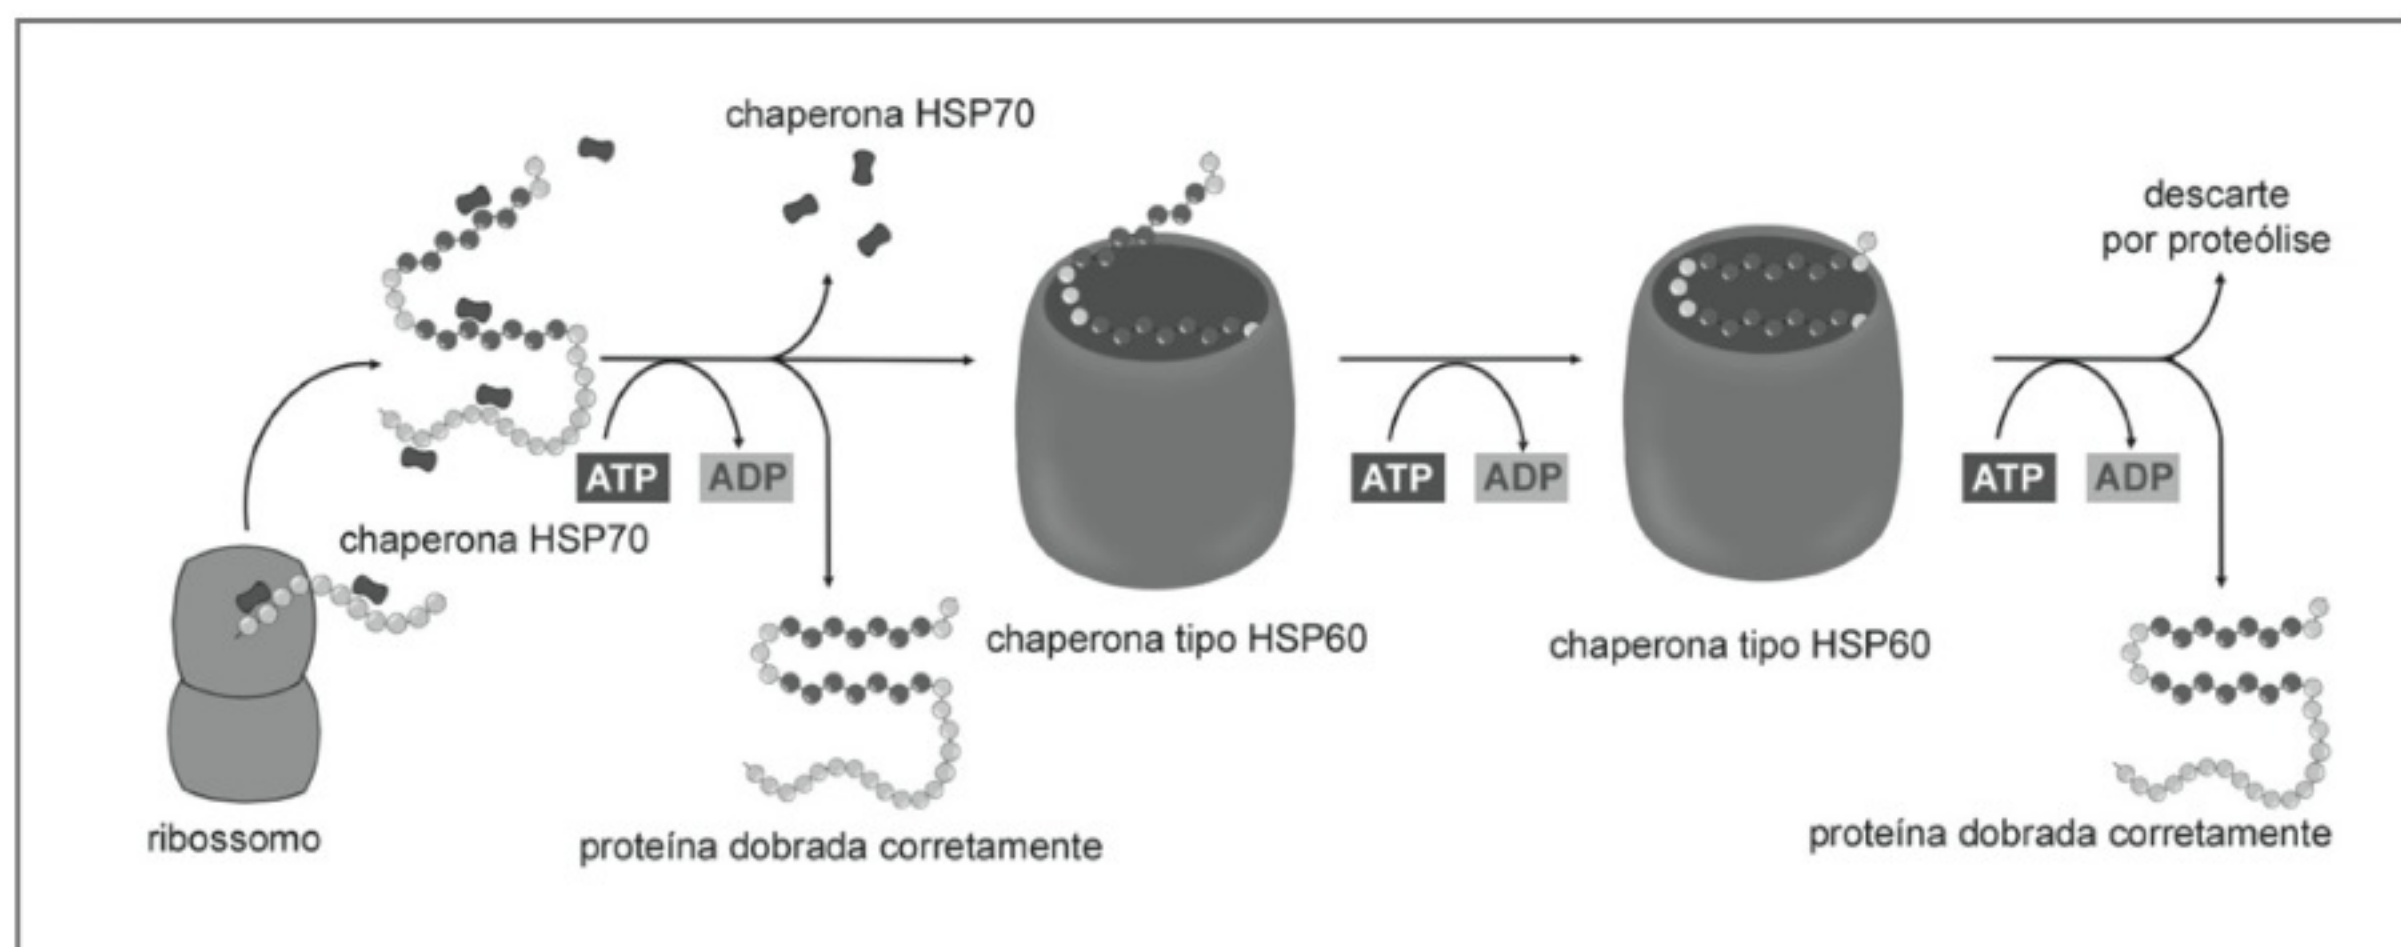 chaperona HSP70
descarte
por proteólise
ATP
ADP
ATP
ADP
ATP
ADP
chaperona HSP70
chaperona tipo HSP60
chaperona tipo HSP60
ribossomo
proteína dobrada corretamente
proteína dobrada corretamente